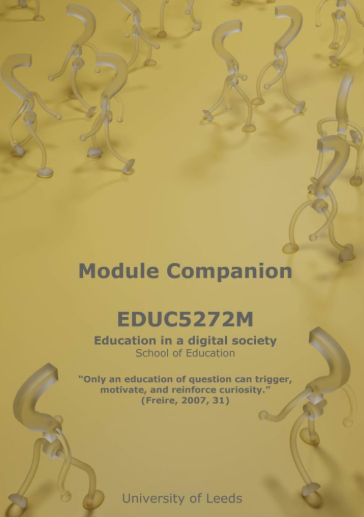 Module Companion
EDUC5272M
Education in a digital society
School of Education
“Only an education of question can trigger,
motivate, and reinforce curiosity.”
(Freire, 2007, 31)
University of Leeds